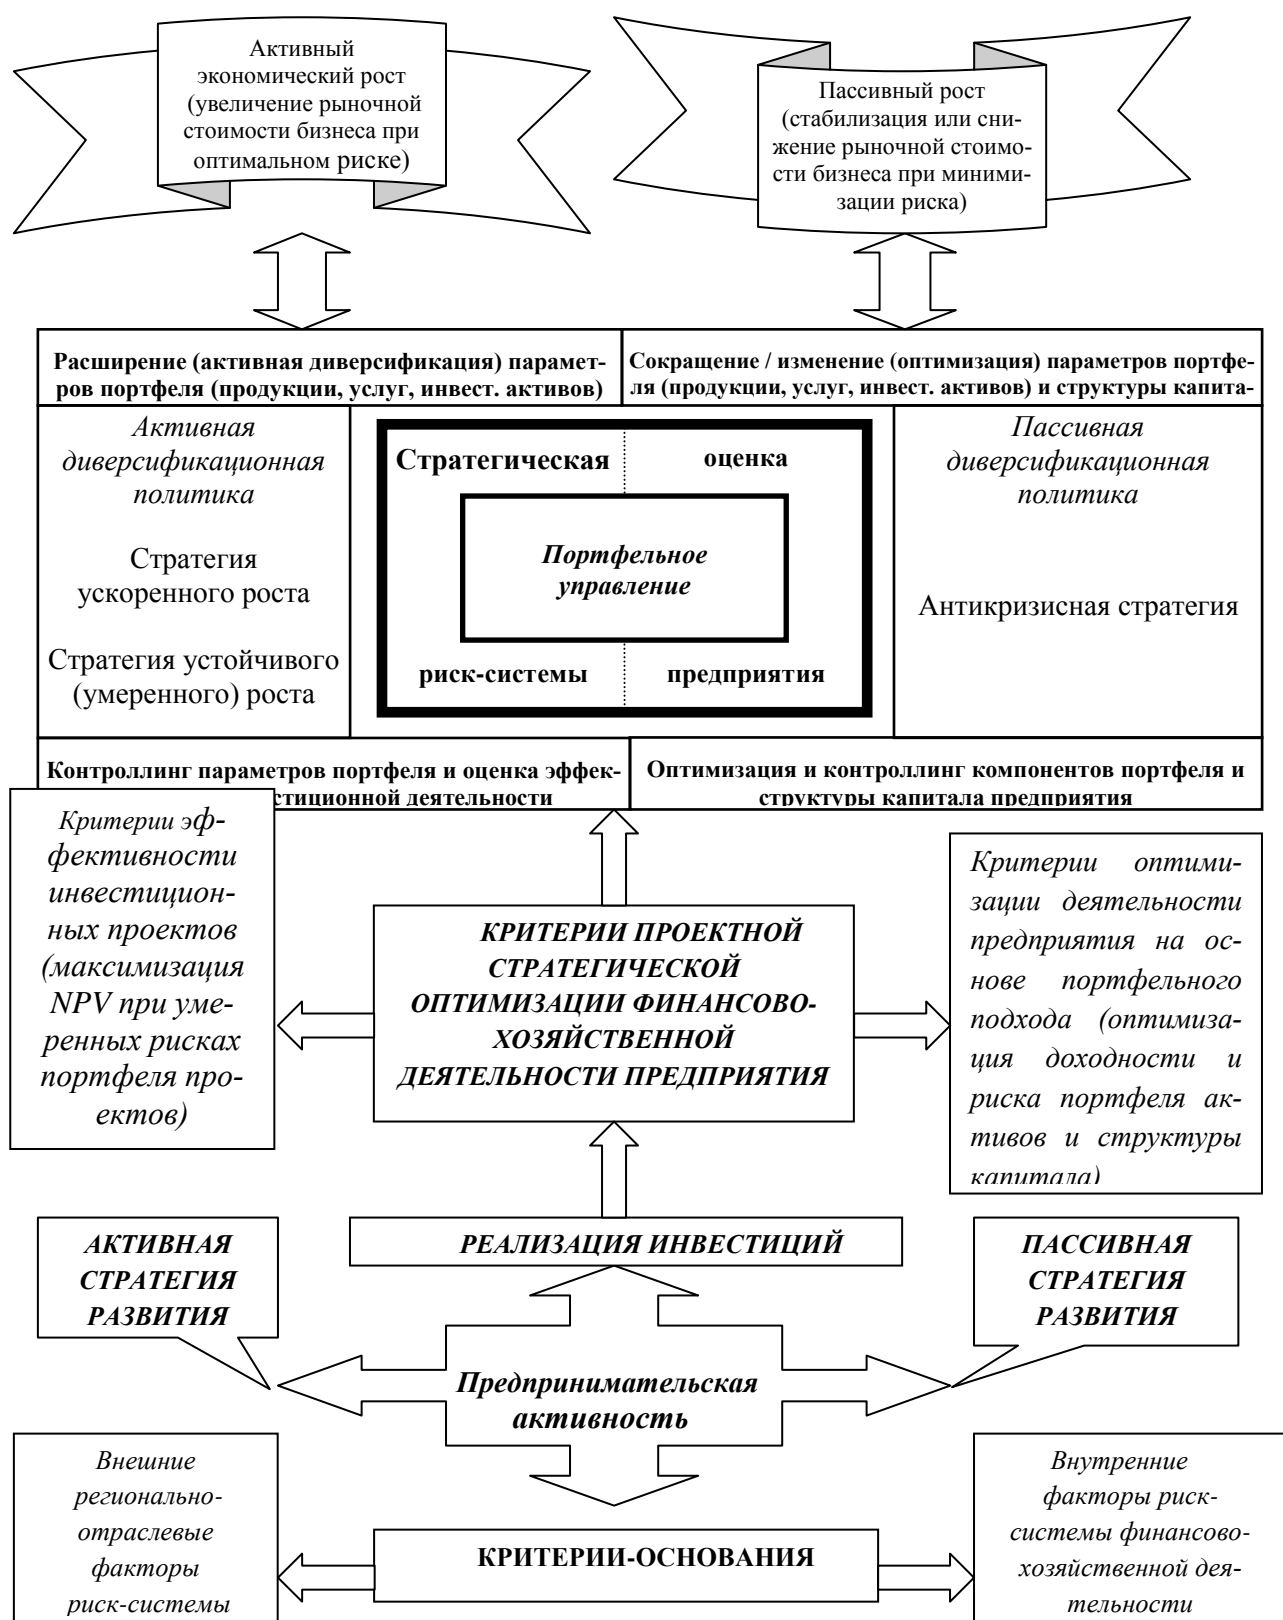 Активный
экономический рост
(увеличение рыночной
стоимости бизнеса при
оптимальном риске)
Пассивный рост
(стабилизация или сни-
жение рыночной стоимо-
сти бизнеса при миними-
зации риска)
Расширение (активная диверсификация) парамет-
ров портфеля (продукции, услуг, инвест. активов)
Сокращение / изменение (оптимизация) параметров портфе-
ля (продукции, услуг, инвест. активов) и структуры капита-
Активная
диверсификационная
политика
Стратегия
ускоренного роста
Стратегия устойчивого
(умеренного) роста
Стратегическая оценка
Портфельное
управление
риск-системы предприятия
Пассивная
диверсификационная
политика
Антикризисная стратегия
Контроллинг параметров портфеля и оценка эффек-
стиционной деятельности
Оптимизация и контроллинг компонентов портфеля и
структуры капитала предприятия
Критерии эф-
фективности
инвестицион-
ных проектов
(максимизация
NPV при уме-
ренных рисках
портфеля про-
ектов)
КРИТЕРИИ ПРОЕКТНОЙ
СТРАТЕГИЧЕСКОЙ
ОПТИМИЗАЦИИ ФИНАНСОВО-
ХОЗЯЙСТВЕННОЙ
ДЕЯТЕЛЬНОСТИ ПРЕДПРИЯТИЯ
Критерии оптими-
зации деятельности
предприятия на ос-
нове портфельного
подхода (оптимиза-
ция доходности и
риска портфеля ак-
тивов и структуры
капитала)
РЕАЛИЗАЦИЯ ИНВЕСТИЦИЙ
АКТИВНАЯ
СТРАТЕГИЯ
РАЗВИТИЯ
ПАССИВНАЯ
СТРАТЕГИЯ
РАЗВИТИЯ
Предпринимательская
активность
Внешние
регионально-
отраслевые
факторы
риск-системы
КРИТЕРИИ-ОСНОВАНИЯ
Внутренние
факторы риск-
системы финансово-
хозяйственной дея-
тельности